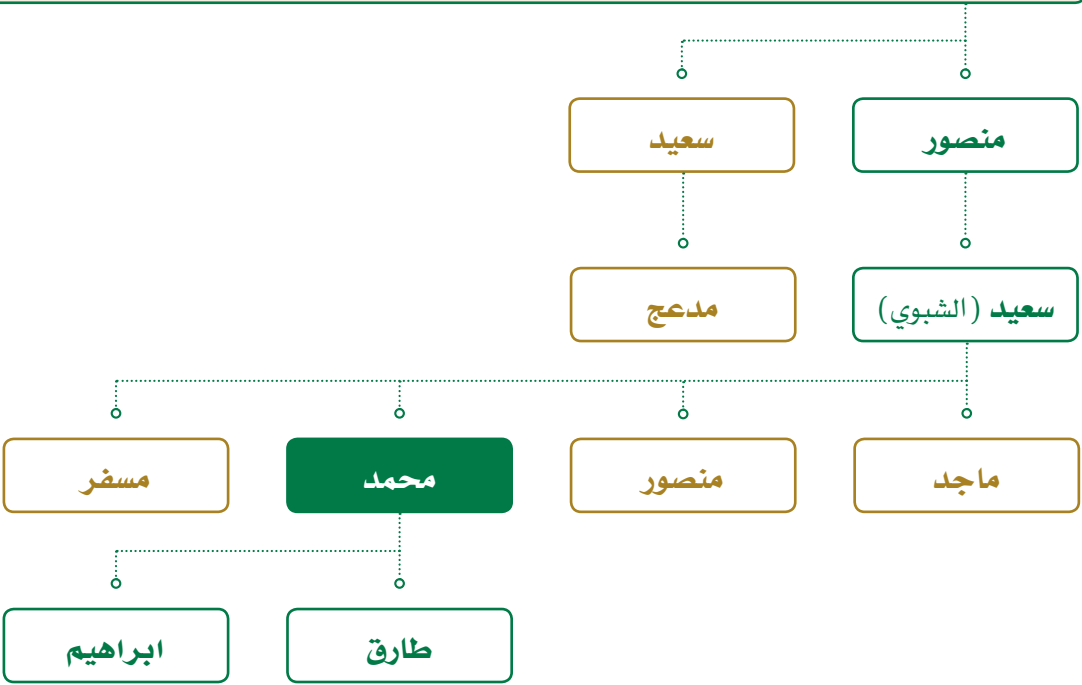 منصور
سعيد
سعيد (الشبوي)
مدعج
ماجد
منصور
محمد
مسفر
طارق
ابراهيم